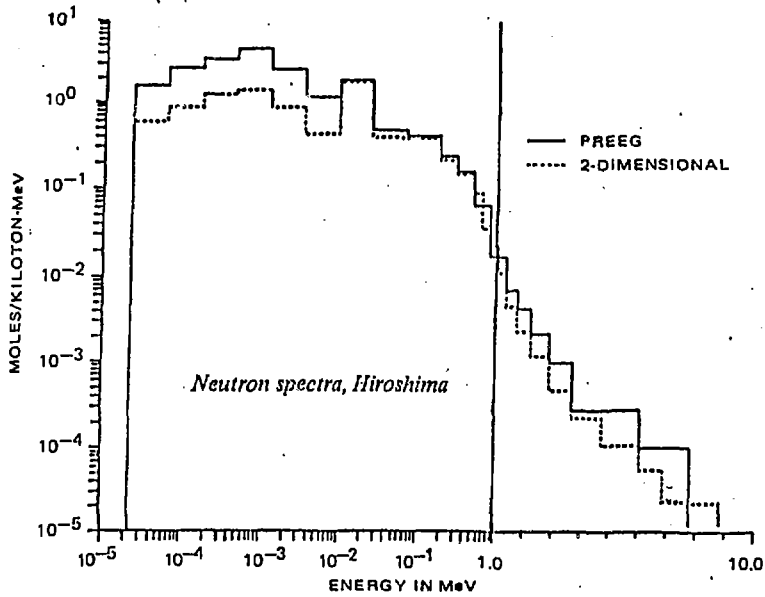 10¹
10⁰
10⁻¹
10⁻²
10⁻³
10⁻⁴
10⁻⁵
MOLES/KILOTON-MeV
PREEG
2-DIMENSIONAL
Neutron spectra, Hiroshima
10⁻⁵ 10⁻⁴ 10⁻³ 10⁻² 10⁻¹ 1.0 10.0
ENERGY IN MeV